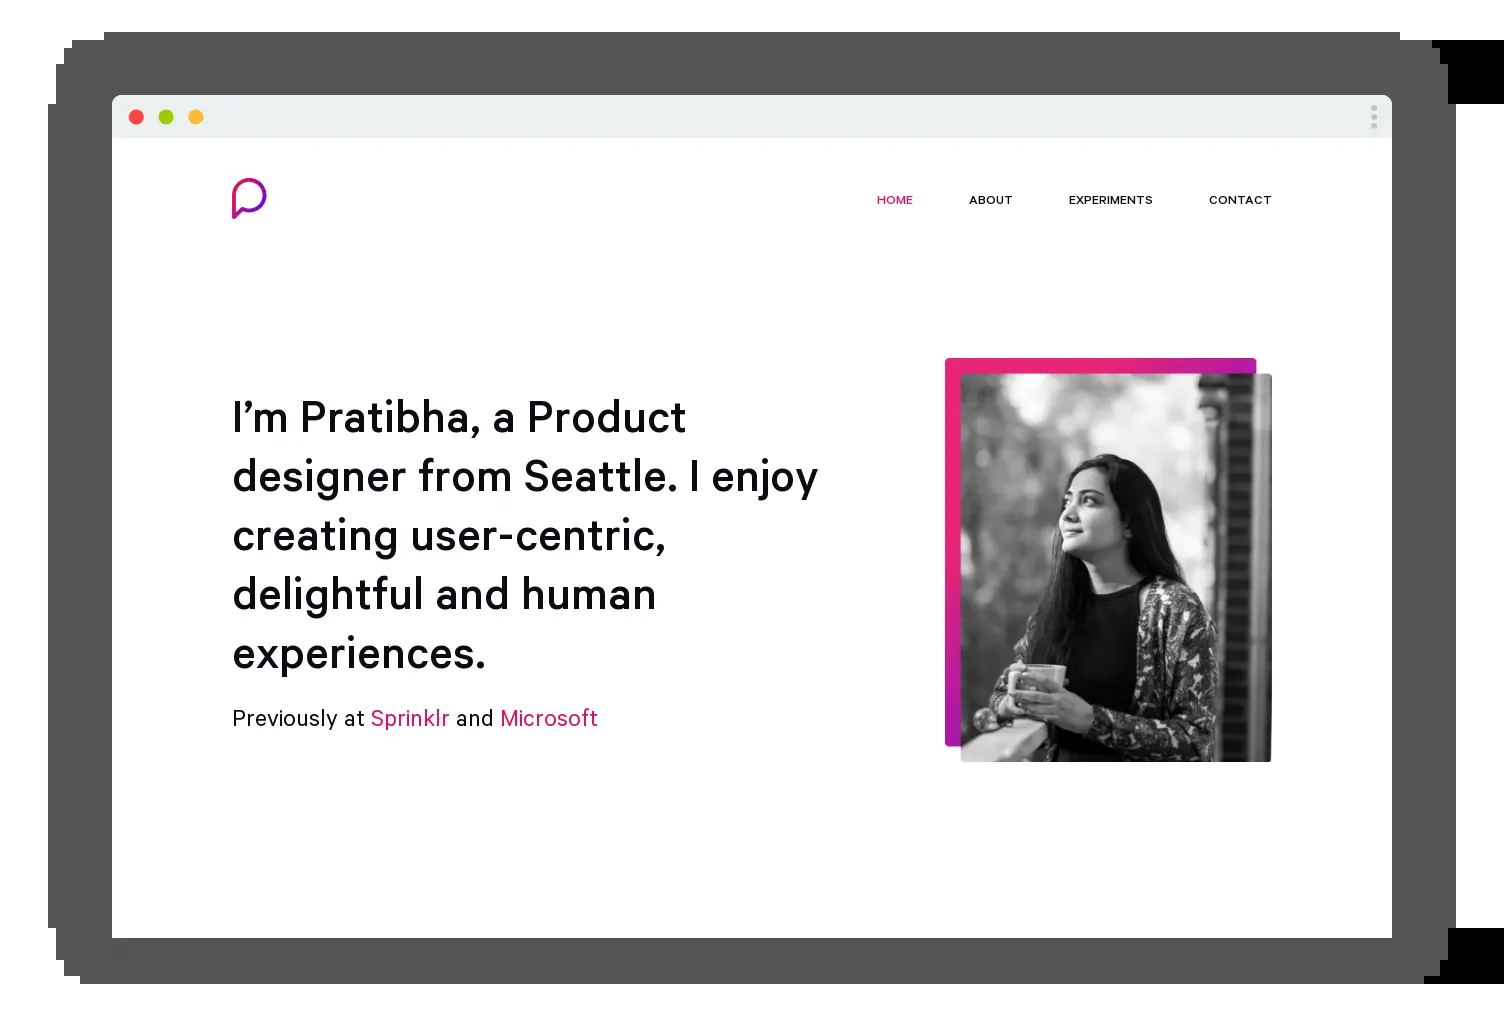 HOME ABOUT EXPERIMENTS CONTACT
I’m Pratibha, a Product
designer from Seattle. I enjoy
creating user-centric,
delightful and human
experiences.
Previously at Sprinklr and Microsoft